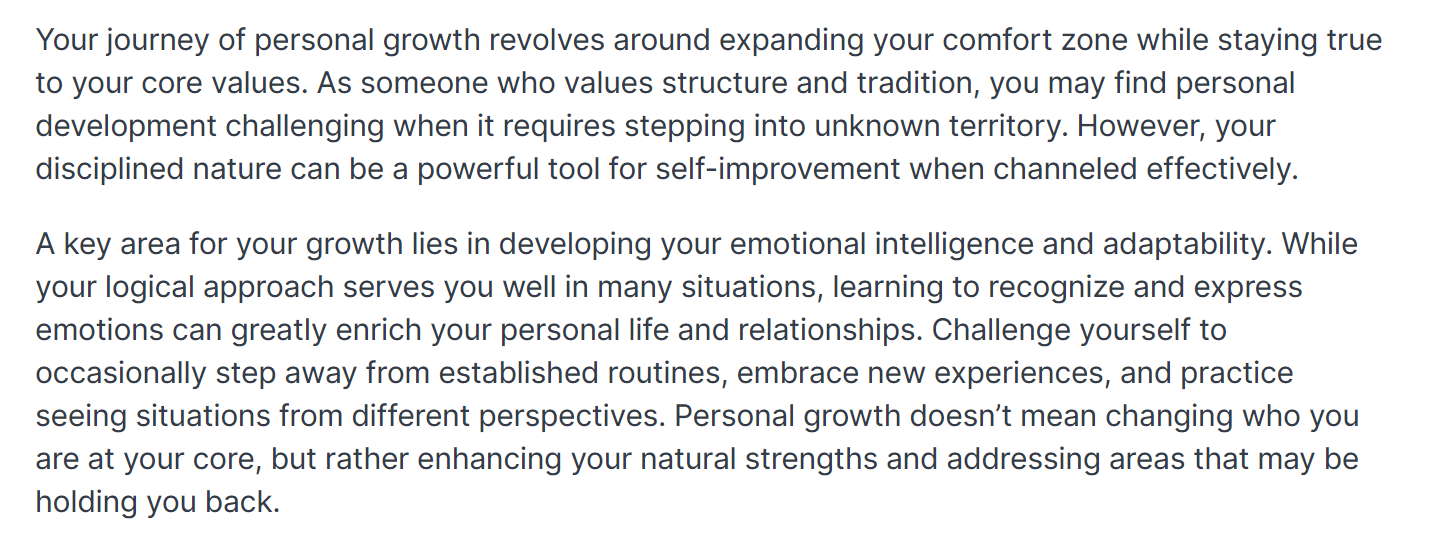 Your journey of personal growth revolves around expanding your comfort zone while staying true
to your core values. As someone who values structure and tradition, you may find personal
development challenging when it requires stepping into unknown territory. However, your
disciplined nature can be a powerful tool for self-improvement when channeled effectively.
A key area for your growth lies in developing your emotional intelligence and adaptability. While
your logical approach serves you well in many situations, learning to recognize and express
emotions can greatly enrich your personal life and relationships. Challenge yourself to
occasionally step away from established routines, embrace new experiences, and practice
seeing situations from different perspectives. Personal growth doesn’t mean changing who you
are at your core, but rather enhancing your natural strengths and addressing areas that may be
holding you back.